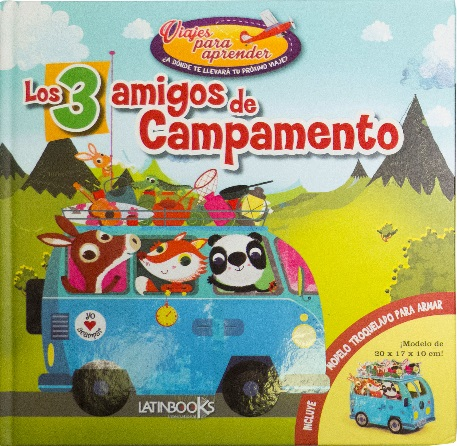 Viajes
para
aprender
¿A DÓNDE TE LLEVARÁ TU PRÓXIMO VIAJE?
Los 3 amigos de
Campamento
YO
acampar
INCLUYE
MODELO TROQUELADO PARA ARMAR
¡Modelo de
20 x 17 x 10 cm!
LATINBOOKS